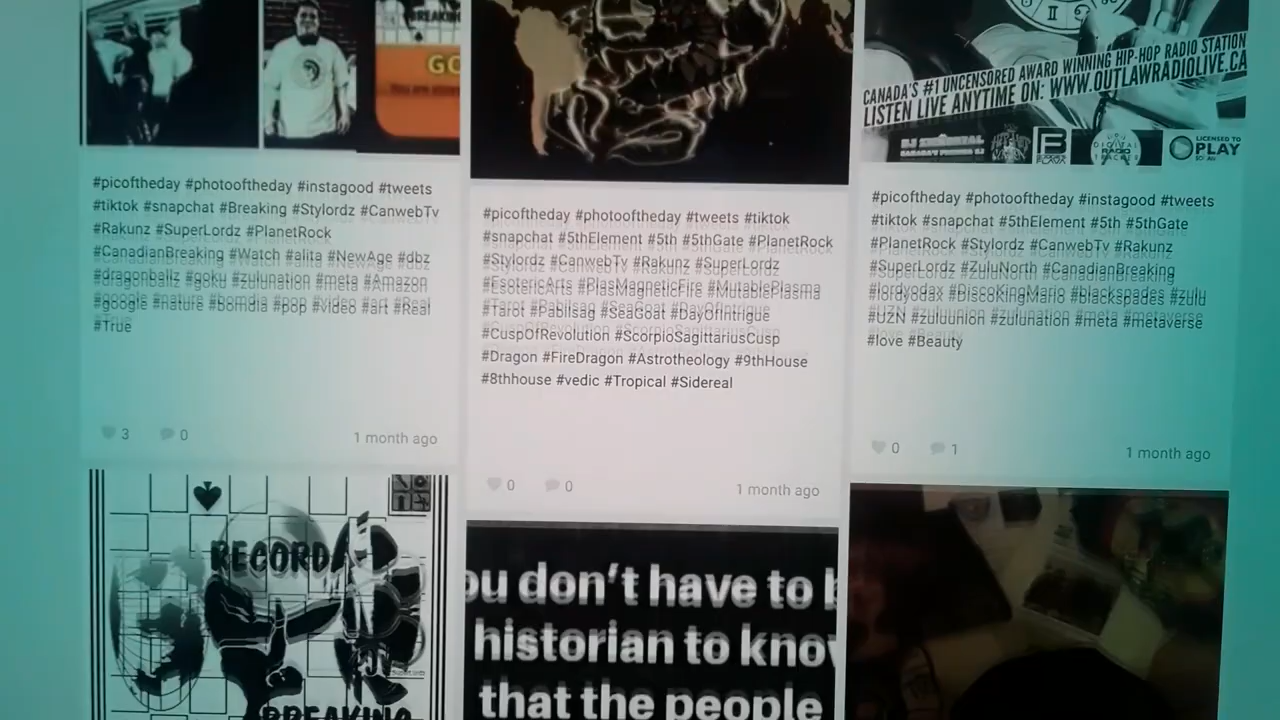 BREAKING
GO
#picoftheday #photooftheday #instagood #tweets
#tiktok #snapchat #Breaking #Stylordz #CanwebTv
#Rakunz #SuperLordz #PlanetRock
#CanadianBreaking #Watch #alita #NewAge #dbz
#dragonballz #goku #zulunation #meta #Amazon
#google #nature #bomdia #pop #video #art #Real
#True
3 0 1 month ago
RECORD
BREAKING
#picoftheday #photooftheday #tweets #tiktok
#snapchat #5thElement #5th #5thGate #PlanetRock
#Stylordz #CanwebTv #Rakunz #SuperLordz
#EsotericArts #PlasMagneticFire #MutablePlasma
#Tarot #Pabilsag #SeaGoat #DayOfIntrigue
#CuspOfRevolution #ScorpioSagittariusCusp
#Dragon #FireDragon #Astrotheology #9thHouse
#8thhouse #vedic #Tropical #Sidereal
0 0 1 month ago
ou don't have to b
historian to know
that the people
CANADA'S #1 UNCENSORED AWARD WINNING HIP-HOP RADIO STATION
LISTEN LIVE ANYTIME ON: WWW.OUTLAWRADIOLIVE.CA
DIGITAL
RADIO
TRACKER
LICENSED TO
PLAY
#picoftheday #photooftheday #instagood #tweets
#tiktok #snapchat #5thElement #5th #5thGate
#PlanetRock #Stylordz #CanwebTv #Rakunz
#SuperLordz #ZuluNorth #CanadianBreaking
#lordyodax #DiscoKingMario #blackspades #zulu
#UZN #zuluunion #zulunation #meta #metaverse
#love #Beauty
0 1 1 month ago